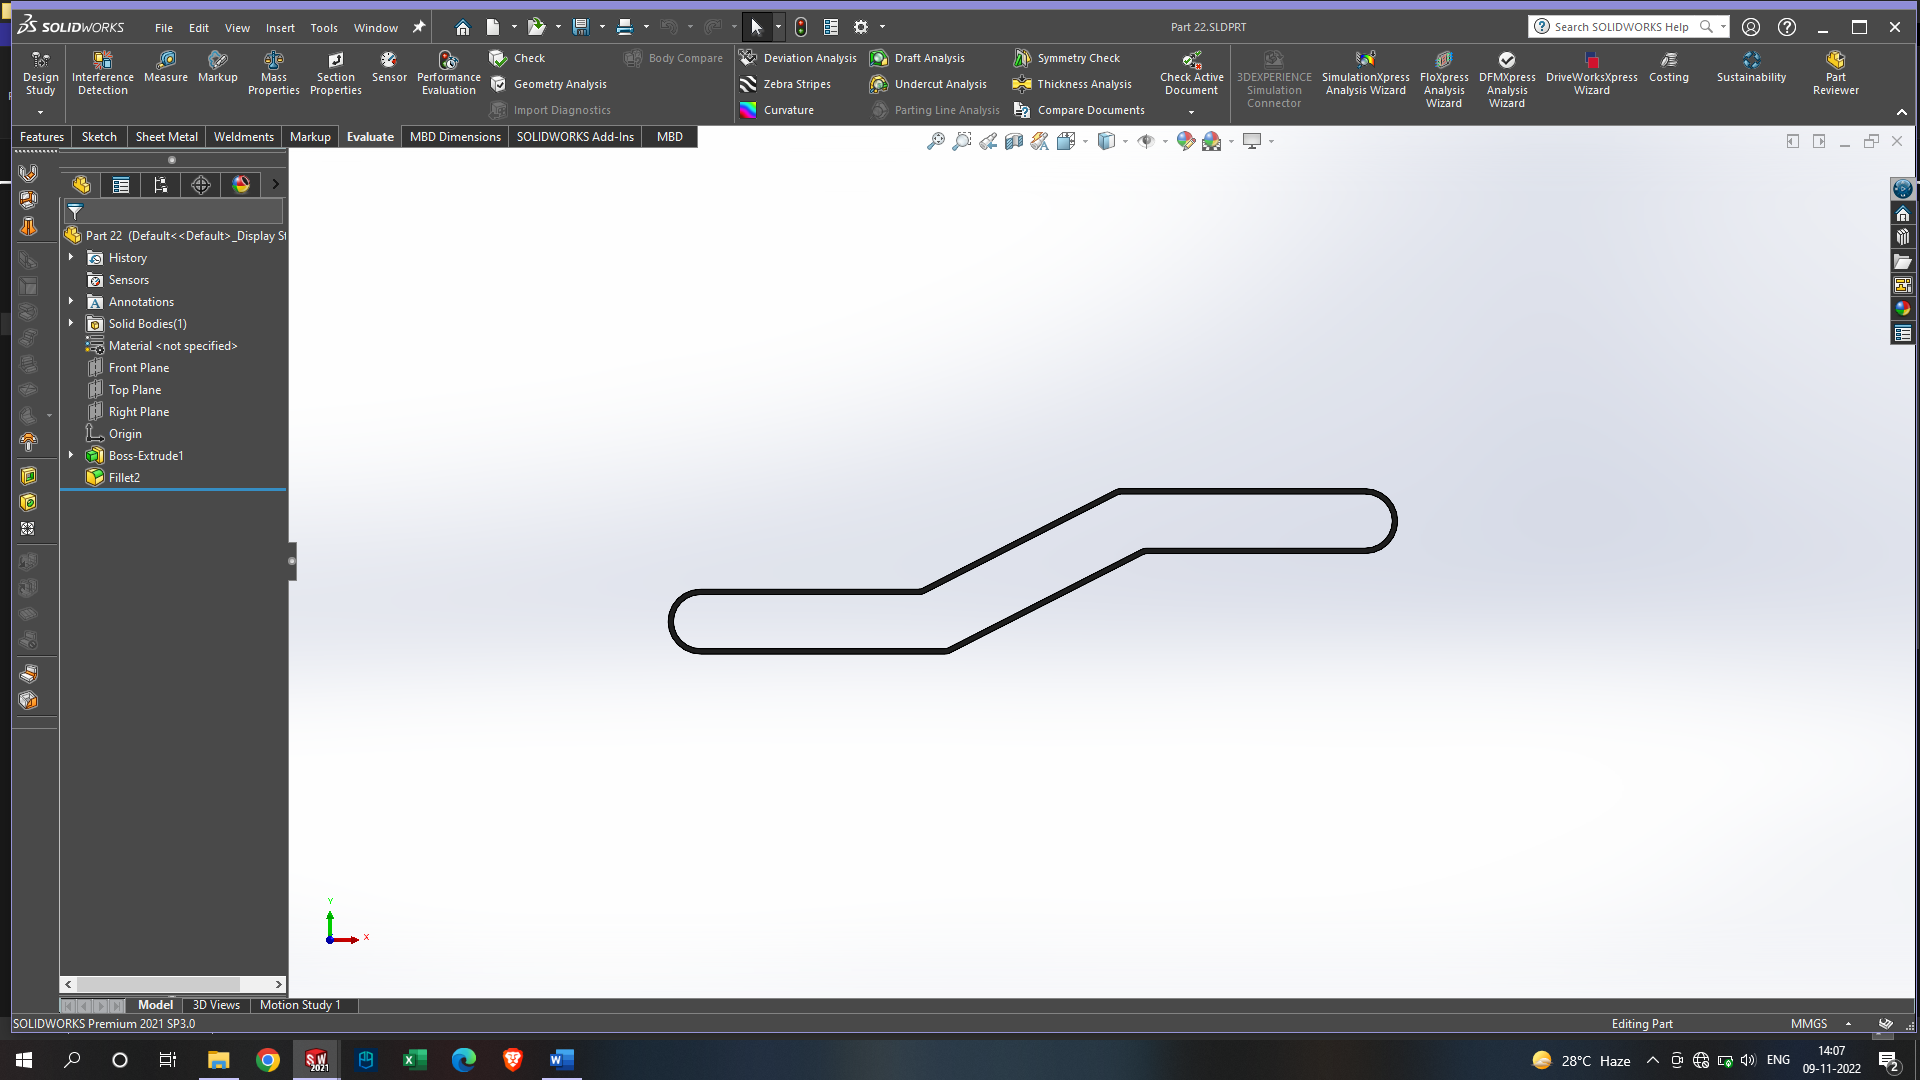 SOLIDWORKS File Edit View Insert Tools Window Part 22.SLDPRT Search SOLIDWORKS Help
Design Study
Interference Detection
Measure
Markup
Mass Properties
Section Properties
Sensor
Performance Evaluation
Check
Geometry Analysis
Import Diagnostics
Body Compare
Deviation Analysis
Zebra Stripes
Curvature
Draft Analysis
Undercut Analysis
Parting Line Analysis
Symmetry Check
Thickness Analysis
Compare Documents
Check Active Document
3DEXPERIENCE Simulation Connector
SimulationXpress Analysis Wizard
FloXpress Analysis Wizard
DFMXpress Analysis Wizard
DriveWorksXpress Wizard
Costing
Sustainability
Part Reviewer
Features Sketch Sheet Metal Weldments Markup Evaluate MBD Dimensions SOLIDWORKS Add-Ins MBD
Part 22 (Default<<Default>_Display St
History
Sensors
Annotations
Solid Bodies(1)
Material <not specified>
Front Plane
Top Plane
Right Plane
Origin
Boss-Extrude1
Fillet2
Y
X
Model 3D Views Motion Study 1
SOLIDWORKS Premium 2021 SP3.0 Editing Part MMGS
28°C Haze ENG 14:07
09-11-2022
2